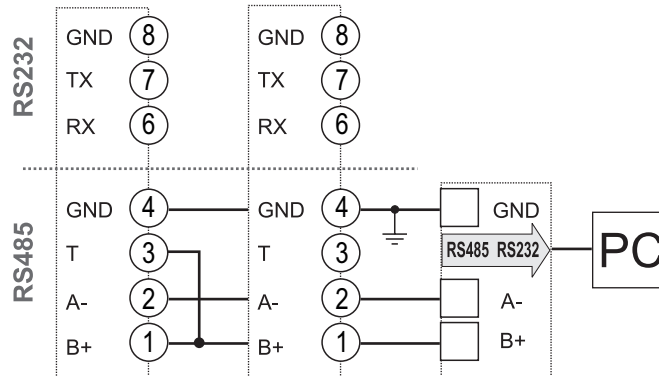 RS232
GND 8 GND 8
TX 7 TX 7
RX 6 RX 6
RS485
GND 4 GND 4 GND
T 3 T 3 RS485 RS232 PC
A- 2 A- 2 A-
B+ 1 B+ 1 B+